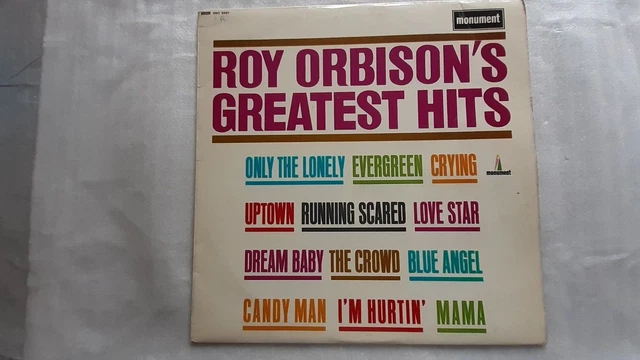 monument
ROY ORBISON'S
GREATEST HITS
ONLY THE LONELY EVERGREEN CRYING
monument
UPTOWN RUNNING SCARED LOVE STAR
DREAM BABY THE CROWD BLUE ANGEL
CANDY MAN I'M HURTIN' MAMA